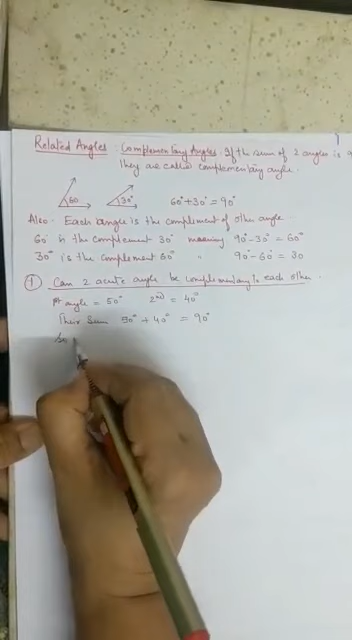 Related Angles : Complementary Angles. If the sum of 2 angles is 9
They are called complementary angle.
60 30° 60°+30° = 90°
Also Each angle is the compliment of other angle
60° is the complement 30° meaning 90°-30° = 60°
30° is the complement 60° " 90°-60° = 30
① Can 2 acute angle be complementary to each other.
angle = 50° 2nd = 40°
Their Sum 50° + 40° = 90°
So